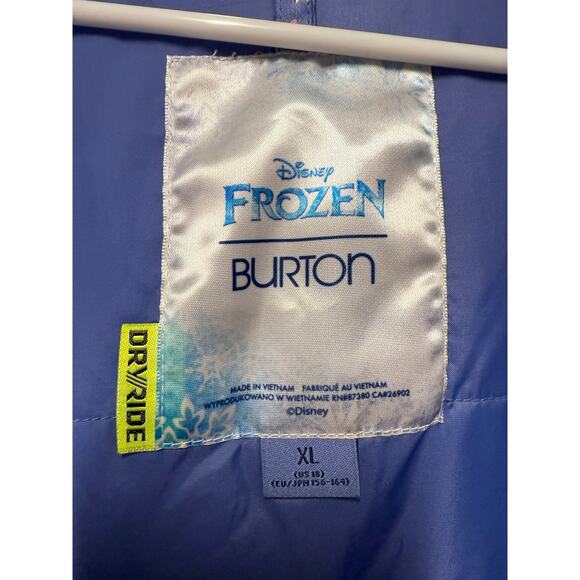 Disney
FROZEN
BURTON
DRY//RIDE
MADE IN VIETNAM FABRIQUÉ AU VIETNAM
WYPRODUKOWANO W WIETNAMIE RN#87380 CA#26902
©Disney
XL
(US 18)
(EU/JPN 156-164)